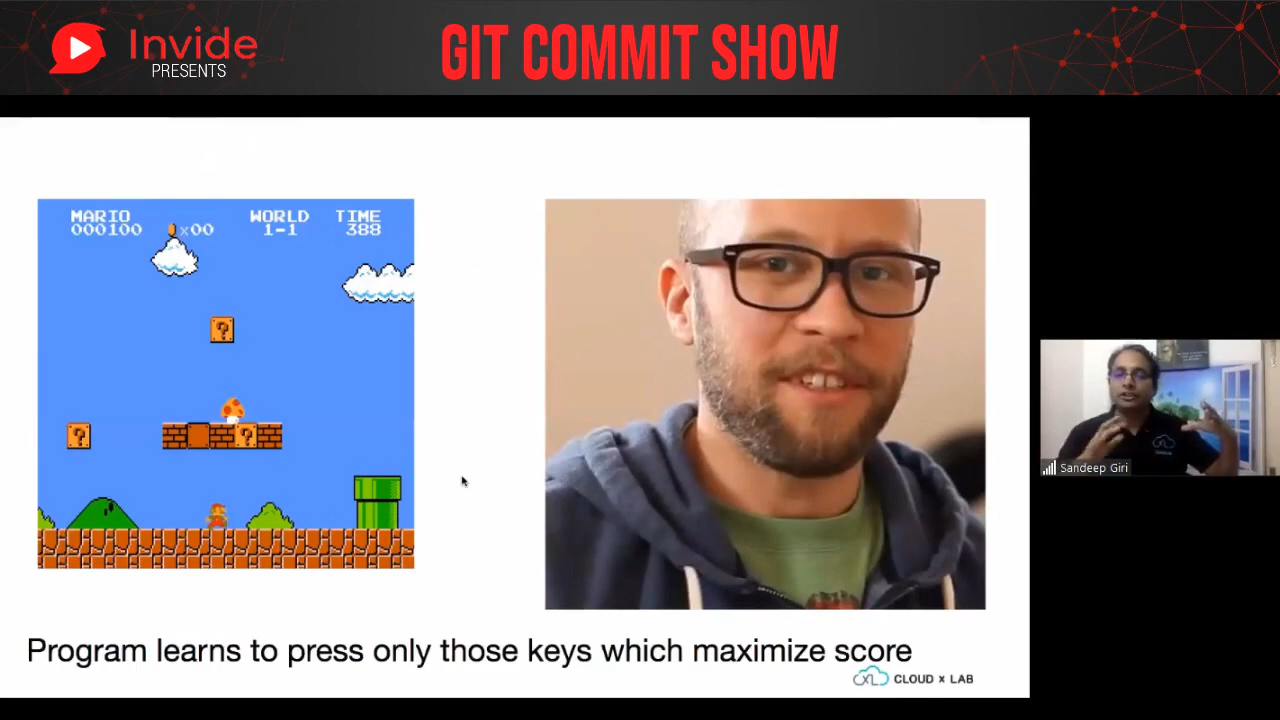 Invide
PRESENTS
GIT COMMIT SHOW
MARIO WORLD TIME
000100 x00 1-1 388
?
?
?
Sandeep Giri
Program learns to press only those keys which maximize score
CLOUD x LAB